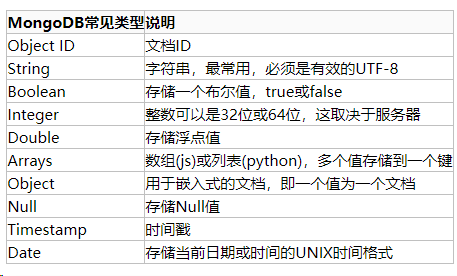 MongoDB常见类型 说明
Object ID 文档ID
String 字符串，最常用，必须是有效的UTF-8
Boolean 存储一个布尔值，true或false
Integer 整数可以是32位或64位，这取决于服务器
Double 存储浮点值
Arrays 数组(js)或列表(python)，多个值存储到一个键
Object 用于嵌入式的文档，即一个值为一个文档
Null 存储Null值
Timestamp 时间戳
Date 存储当前日期或时间的UNIX时间格式